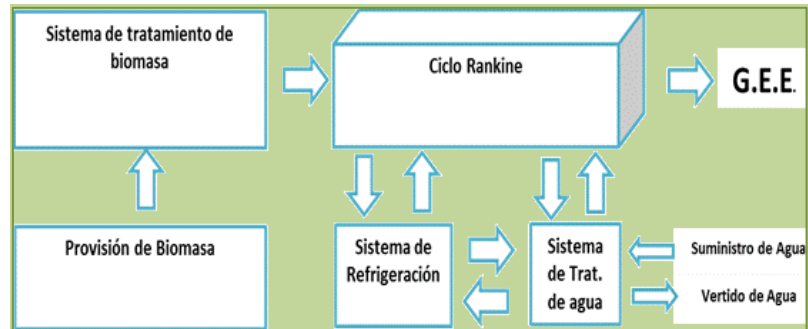 Sistema de tratamiento de
biomasa
Ciclo Rankine
G.E.E.
Provisión de Biomasa
Sistema de
Refrigeración
Sistema
de Trat.
de agua
Suministro de Agua
Vertido de Agua